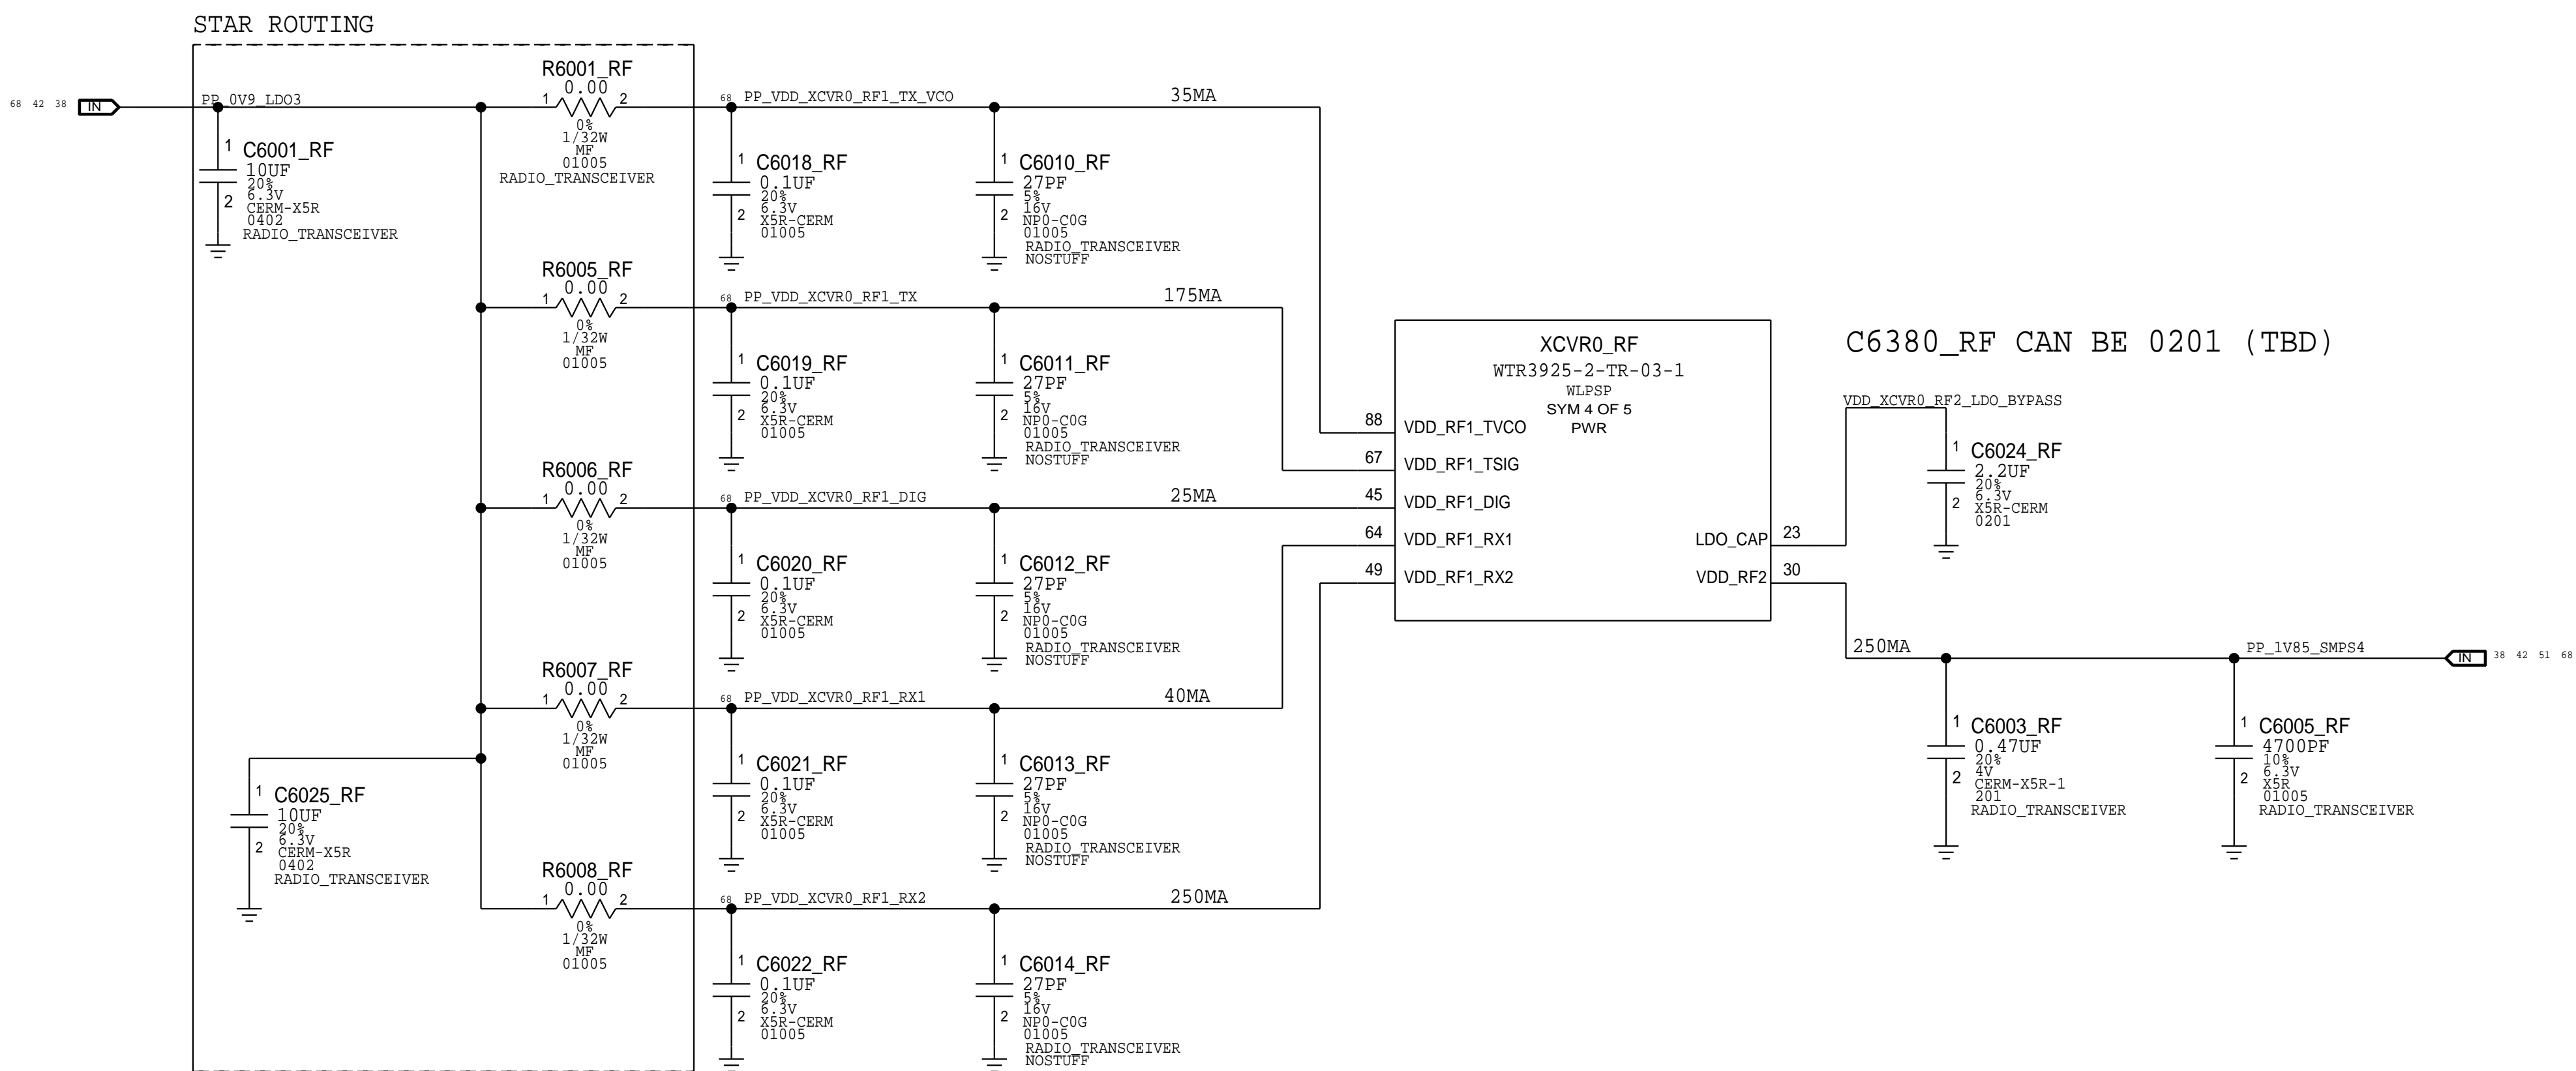 STAR ROUTING
68 42 38 IN
PP_0V9_LDO3
1 C6001_RF
10UF
20%
6.3V
2 CERM-X5R
0402
RADIO_TRANSCEIVER
R6001_RF
0.00
1 2
0%
1/32W
MF
01005
RADIO_TRANSCEIVER
68 PP_VDD_XCVR0_RF1_TX_VCO
35MA
1 C6018_RF
0.1UF
20%
6.3V
2 X5R-CERM
01005
1 C6010_RF
27PF
5%
16V
2 NP0-C0G
01005
RADIO_TRANSCEIVER
NOSTUFF
R6005_RF
0.00
1 2
0%
1/32W
MF
01005
68 PP_VDD_XCVR0_RF1_TX
175MA
1 C6019_RF
0.1UF
20%
6.3V
2 X5R-CERM
01005
1 C6011_RF
27PF
5%
16V
2 NP0-C0G
01005
RADIO_TRANSCEIVER
NOSTUFF
R6006_RF
0.00
1 2
0%
1/32W
MF
01005
68 PP_VDD_XCVR0_RF1_DIG
25MA
1 C6020_RF
0.1UF
20%
6.3V
2 X5R-CERM
01005
1 C6012_RF
27PF
5%
16V
2 NP0-C0G
01005
RADIO_TRANSCEIVER
NOSTUFF
R6007_RF
0.00
1 2
0%
1/32W
MF
01005
68 PP_VDD_XCVR0_RF1_RX1
40MA
1 C6021_RF
0.1UF
20%
6.3V
2 X5R-CERM
01005
1 C6013_RF
27PF
5%
16V
2 NP0-C0G
01005
RADIO_TRANSCEIVER
NOSTUFF
1 C6025_RF
10UF
20%
6.3V
2 CERM-X5R
0402
RADIO_TRANSCEIVER
R6008_RF
0.00
1 2
0%
1/32W
MF
01005
68 PP_VDD_XCVR0_RF1_RX2
250MA
1 C6022_RF
0.1UF
20%
6.3V
2 X5R-CERM
01005
1 C6014_RF
27PF
5%
16V
2 NP0-C0G
01005
RADIO_TRANSCEIVER
NOSTUFF
XCVR0_RF
WTR3925-2-TR-03-1
WLPSP
SYM 4 OF 5
PWR
88 VDD_RF1_TVCO
67 VDD_RF1_TSIG
45 VDD_RF1_DIG
64 VDD_RF1_RX1
49 VDD_RF1_RX2
LDO_CAP 23
VDD_RF2 30
C6380_RF CAN BE 0201 (TBD)
VDD_XCVR0_RF2_LDO_BYPASS
1 C6024_RF
2.2UF
20%
6.3V
2 X5R-CERM
0201
250MA
PP_1V85_SMPS4
IN 38 42 51 68
1 C6003_RF
0.47UF
20%
4V
2 CERM-X5R-1
201
RADIO_TRANSCEIVER
1 C6005_RF
4700PF
10%
6.3V
2 X5R
01005
RADIO_TRANSCEIVER